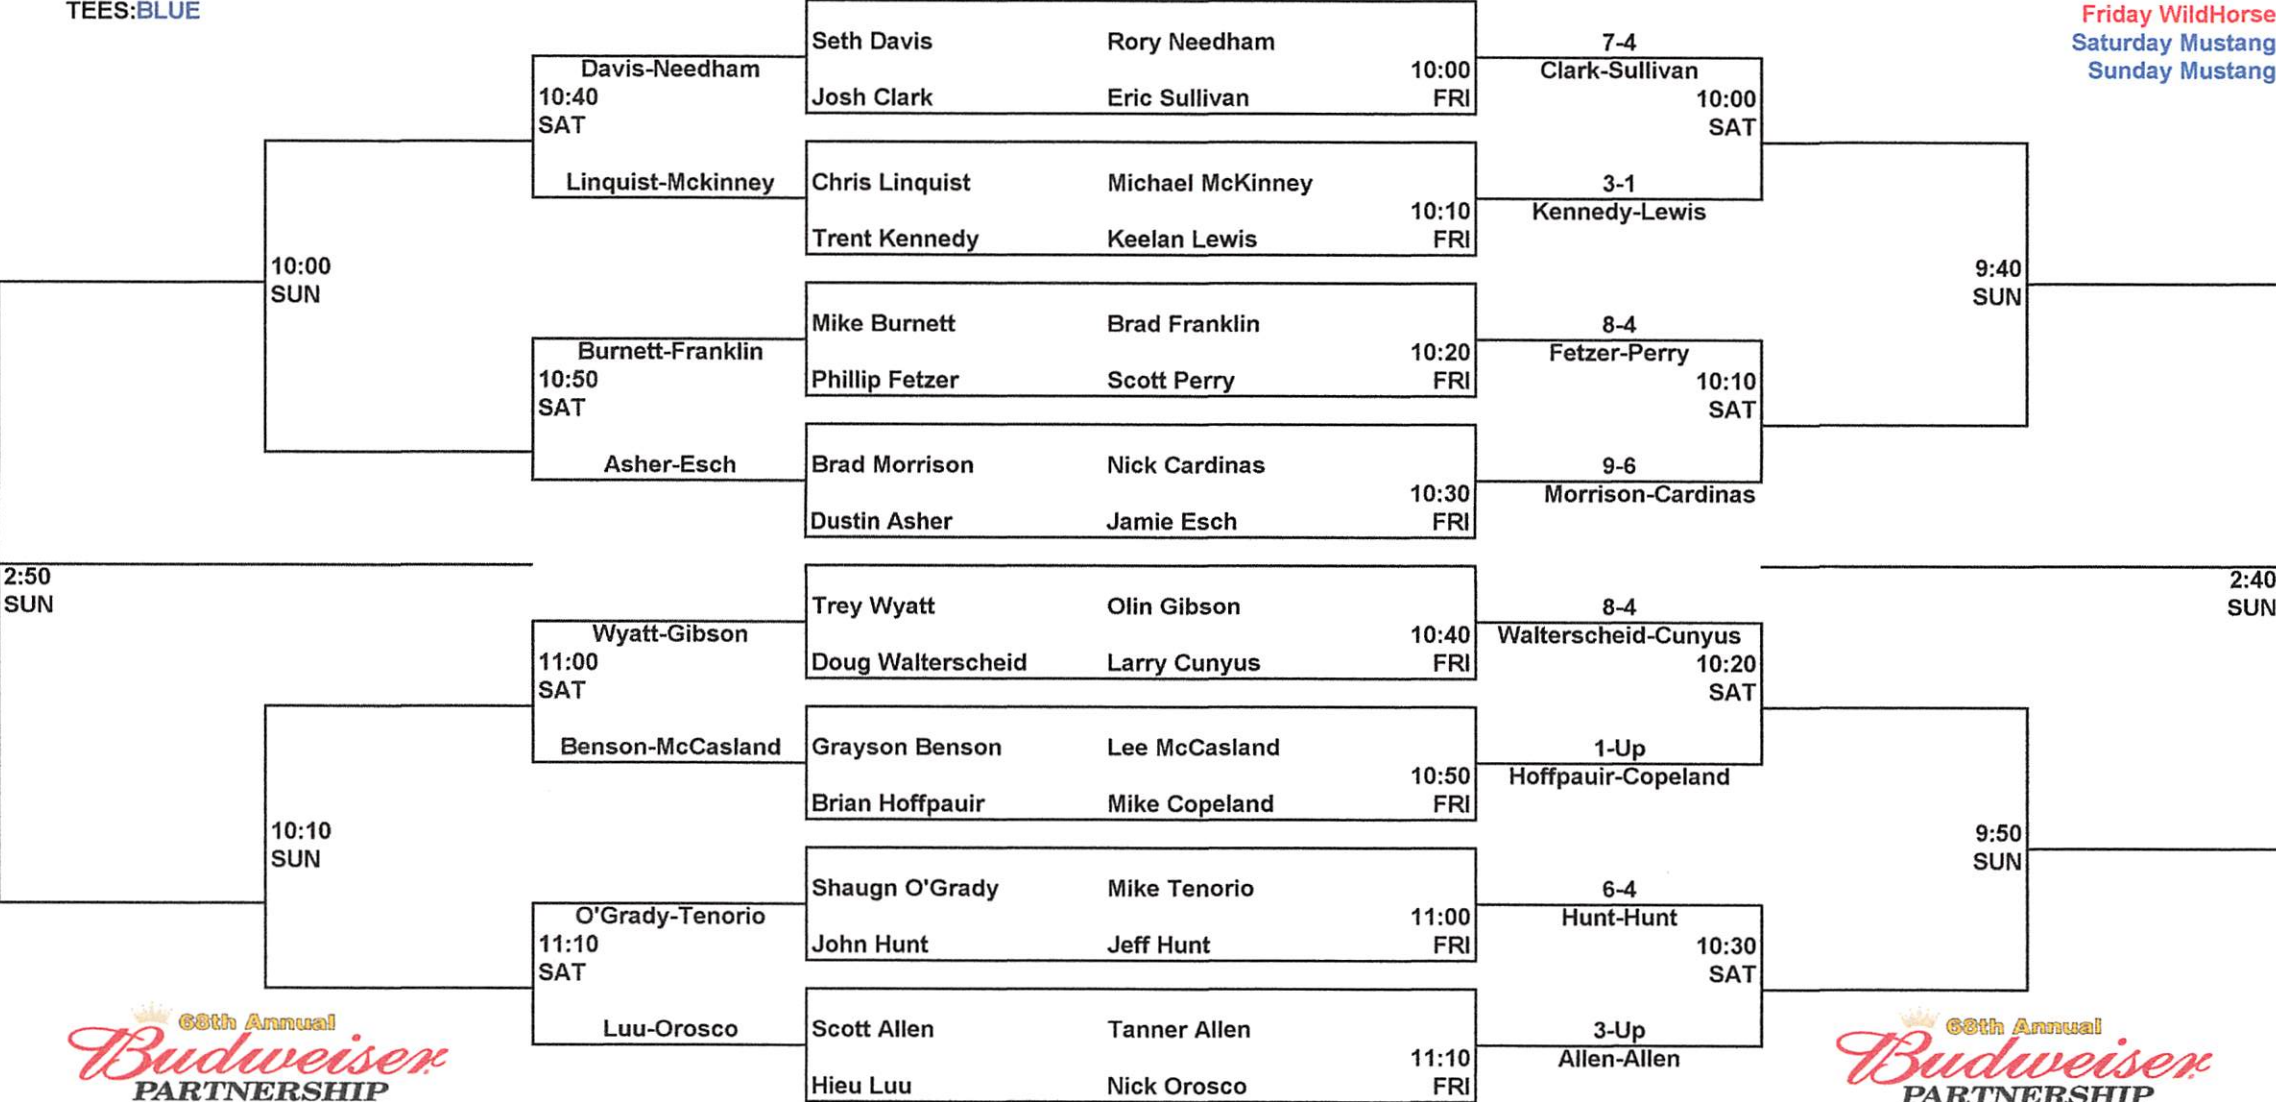 TEES:BLUE
Friday WildHorse
Saturday Mustang
Sunday Mustang
Seth Davis Rory Needham
7-4
Davis-Needham
10:00
Clark-Sullivan
10:40
Josh Clark Eric Sullivan FRI
10:00
SAT
SAT
Linquist-Mckinney
Chris Linquist Michael McKinney
3-1
10:10
Kennedy-Lewis
Trent Kennedy Keelan Lewis FRI
10:00
SUN
9:40
SUN
Mike Burnett Brad Franklin
8-4
Burnett-Franklin
10:20
Fetzer-Perry
10:50
Phillip Fetzer Scott Perry FRI
10:10
SAT
SAT
Asher-Esch
Brad Morrison Nick Cardinas
9-6
10:30
Morrison-Cardinas
Dustin Asher Jamie Esch FRI
2:50
SUN
2:40
SUN
Trey Wyatt Olin Gibson
8-4
Wyatt-Gibson
10:40
Walterscheid-Cunyus
11:00
Doug Walterscheid Larry Cunyus FRI
10:20
SAT
SAT
Benson-McCasland
Grayson Benson Lee McCasland
1-Up
10:50
Hoffpauir-Copeland
Brian Hoffpauir Mike Copeland FRI
10:10
SUN
9:50
SUN
Shaugn O'Grady Mike Tenorio
6-4
O'Grady-Tenorio
11:00
Hunt-Hunt
11:10
John Hunt Jeff Hunt FRI
10:30
SAT
SAT
Luu-Orosco
Scott Allen Tanner Allen
3-Up
11:10
Allen-Allen
Hieu Luu Nick Orosco FRI
68th Annual
Budweiser
PARTNERSHIP
68th Annual
Budweiser
PARTNERSHIP